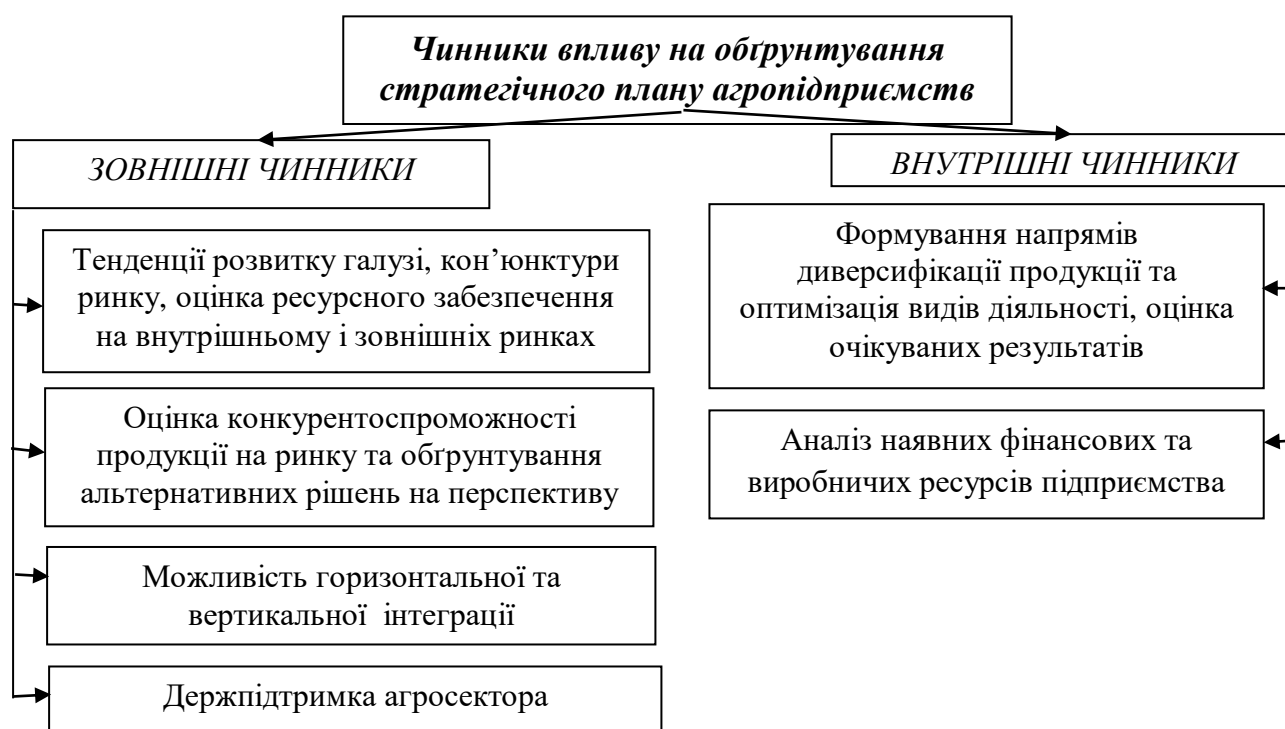 Чинники впливу на обґрунтування
стратегічного плану агропідприємств
ЗОВНІШНІ ЧИННИКИ
Тенденції розвитку галузі, кон’юнктури
ринку, оцінка ресурсного забезпечення
на внутрішньому і зовнішніх ринках
Оцінка конкурентоспроможності
продукції на ринку та обґрунтування
альтернативних рішень на перспективу
Можливість горизонтальної та
вертикальної інтеграції
Держпідтримка агросектора
ВНУТРІШНІ ЧИННИКИ
Формування напрямів
диверсифікації продукції та
оптимізація видів діяльності, оцінка
очікуваних результатів
Аналіз наявних фінансових та
виробничих ресурсів підприємства